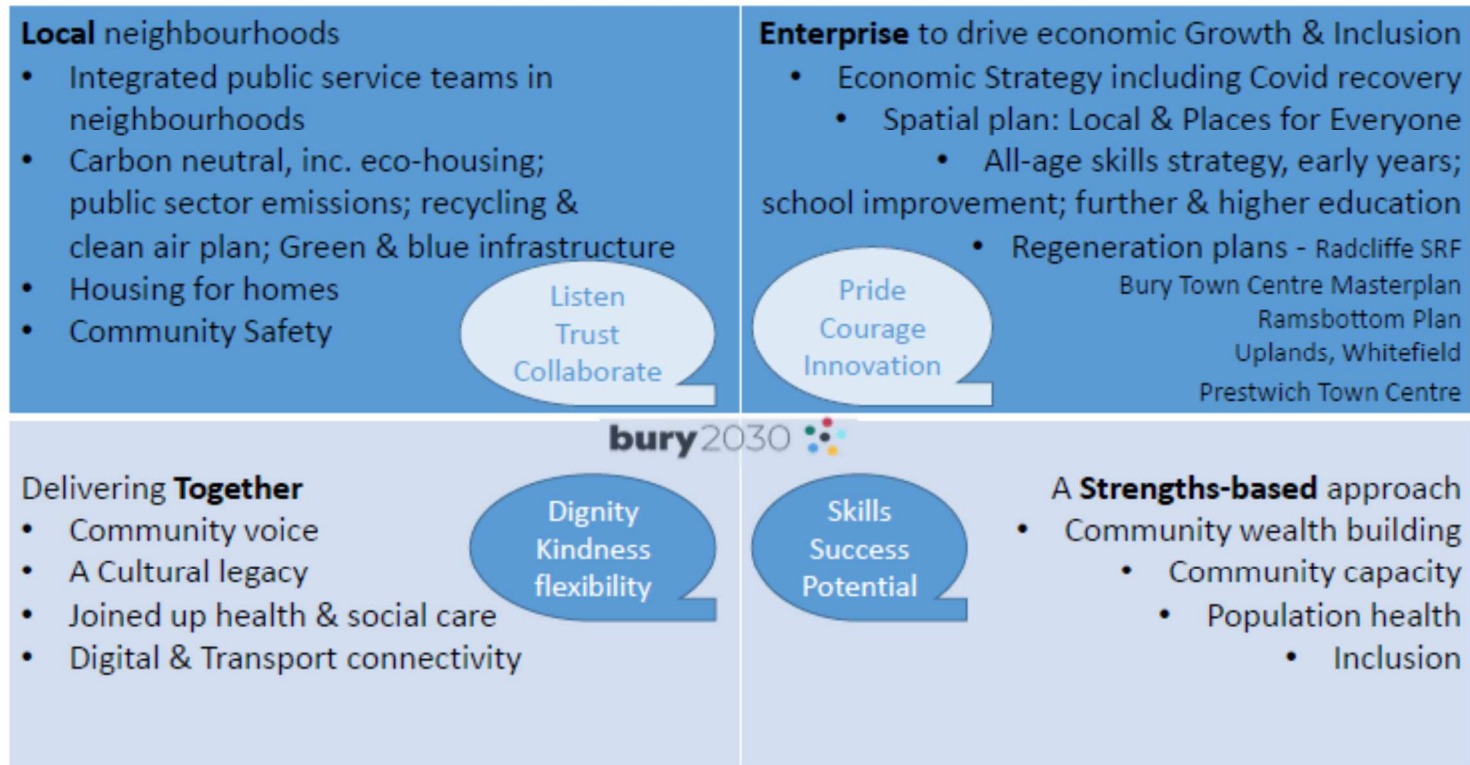 Local neighbourhoods
• Integrated public service teams in
neighbourhoods
• Carbon neutral, inc. eco-housing;
public sector emissions; recycling &
clean air plan; Green & blue infrastructure
• Housing for homes
• Community Safety
Listen
Trust
Collaborate
Enterprise to drive economic Growth & Inclusion
• Economic Strategy including Covid recovery
• Spatial plan: Local & Places for Everyone
• All-age skills strategy, early years;
school improvement; further & higher education
• Regeneration plans - Radcliffe SRF
Bury Town Centre Masterplan
Ramsbottom Plan
Uplands, Whitefield
Prestwich Town Centre
Pride
Courage
Innovation
bury2030
Delivering Together
• Community voice
• A Cultural legacy
• Joined up health & social care
• Digital & Transport connectivity
Dignity
Kindness
flexibility
Skills
Success
Potential
A Strengths-based approach
• Community wealth building
• Community capacity
• Population health
• Inclusion